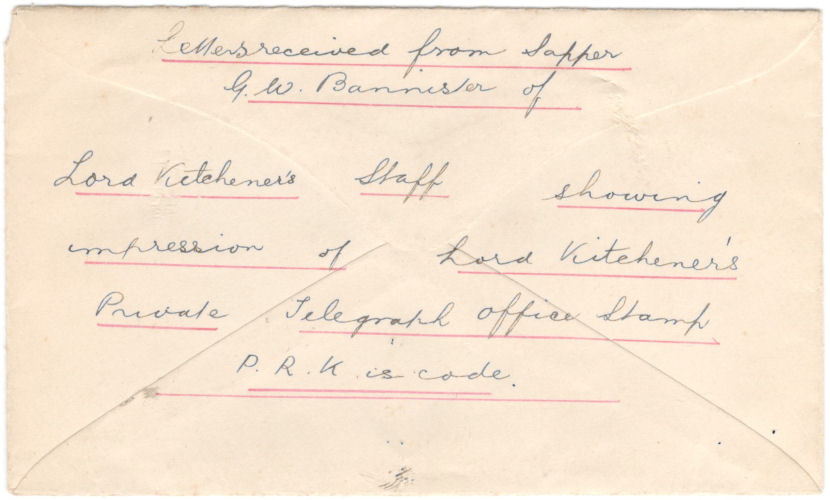 Letters received from Sapper
G. W. Bannister of
Lord Kitchener's Staff showing
impression of Lord Kitchener's
Private Telegraph Office Stamp
P. R. K is code.